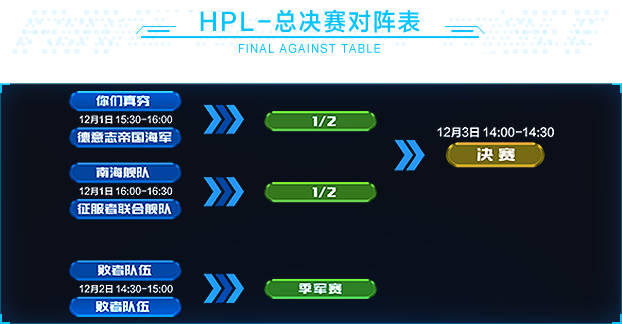 HPL-总决赛对阵表
FINAL AGAINST TABLE
你们真穷
12月1日 15:30-16:00
德意志帝国海军
1/2
南海舰队
12月1日 16:00-16:30
征服者联合舰队
1/2
12月3日 14:00-14:30
决赛
败者队伍
12月2日 14:30-15:00
败者队伍
季军赛